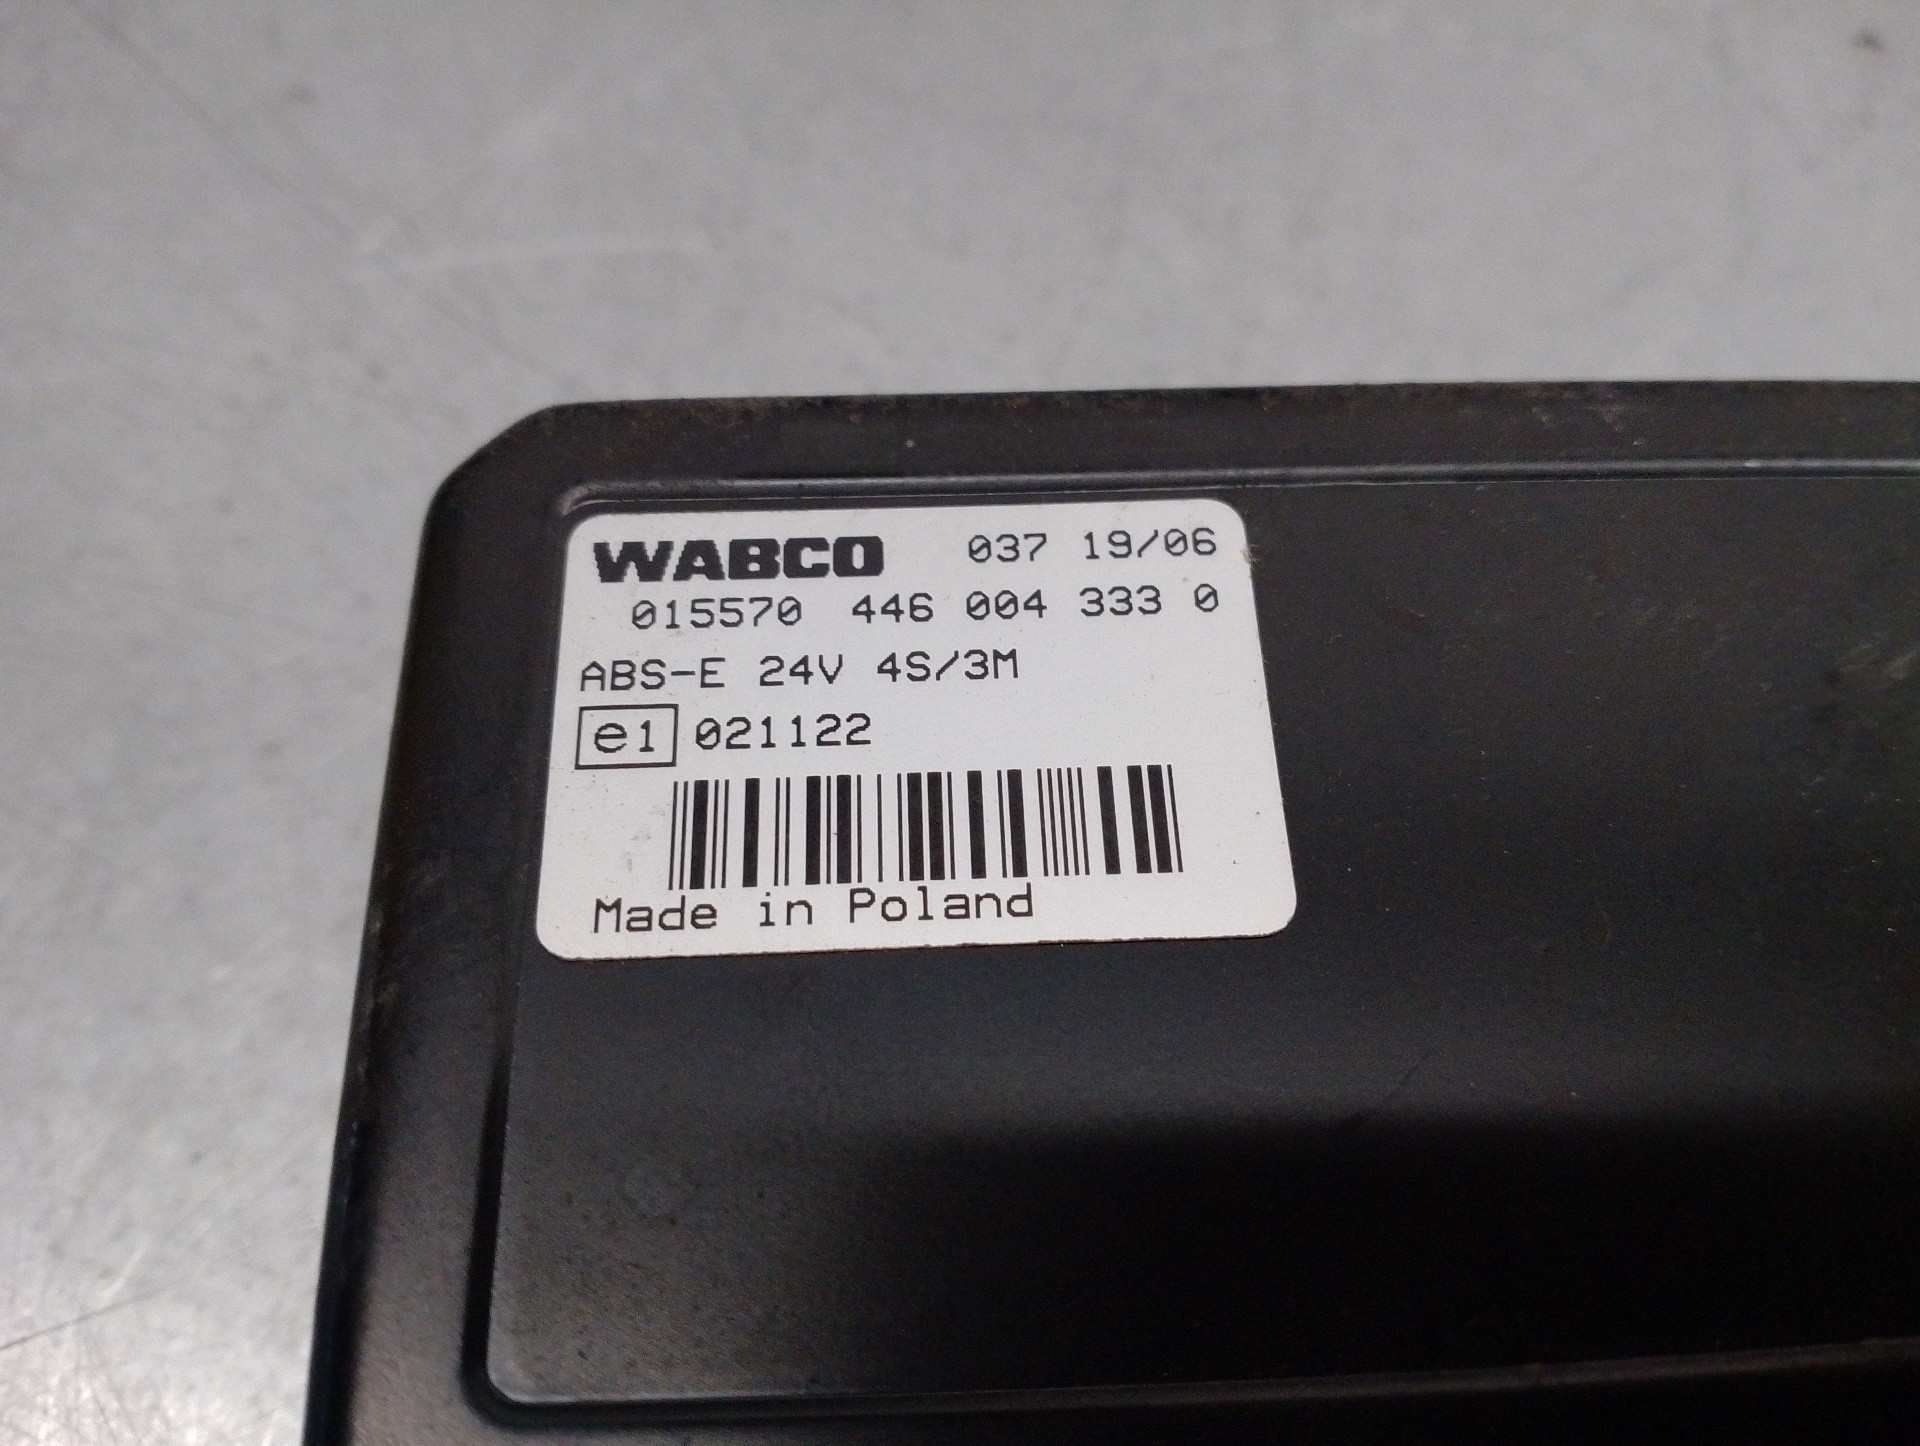 WABCO 037 19/06
015570 446 004 333 0
ABS-E 24V 4S/3M
e1 021122
Made in Poland